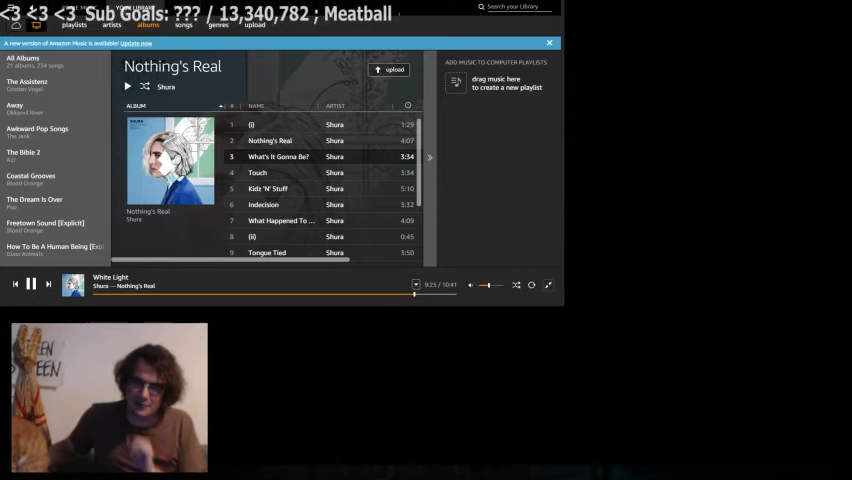 <3 <3 <3 Sub Goals: ??? / 13,340,782 ; Meatball
Search your Library
playlists artists albums songs genres upload
A new version of Amazon Music is available! Update now
All Albums
21 albums, 234 songs
The Assistenz
Cristian Vogel
Away
Okkervil River
Awkward Pop Songs
The Jank
The Bible 2
AJJ
Coastal Grooves
Blood Orange
The Dream Is Over
Pup
Freetown Sound [Explicit]
Blood Orange
How To Be A Human Being [Expl
Glass Animals
Nothing's Real
Shura
upload
ALBUM # NAME ARTIST
Nothing's Real
Shura
1 (i) Shura 1:29
2 Nothing's Real Shura 4:07
3 What's It Gonna Be? Shura 3:34
4 Touch Shura 3:34
5 Kidz 'N' Stuff Shura 5:10
6 Indecision Shura 3:32
7 What Happened To ... Shura 4:09
8 (ii) Shura 0:45
9 Tongue Tied Shura 3:50
ADD MUSIC TO COMPUTER PLAYLISTS
drag music here
to create a new playlist
White Light
Shura — Nothing's Real
9:25 / 10:41